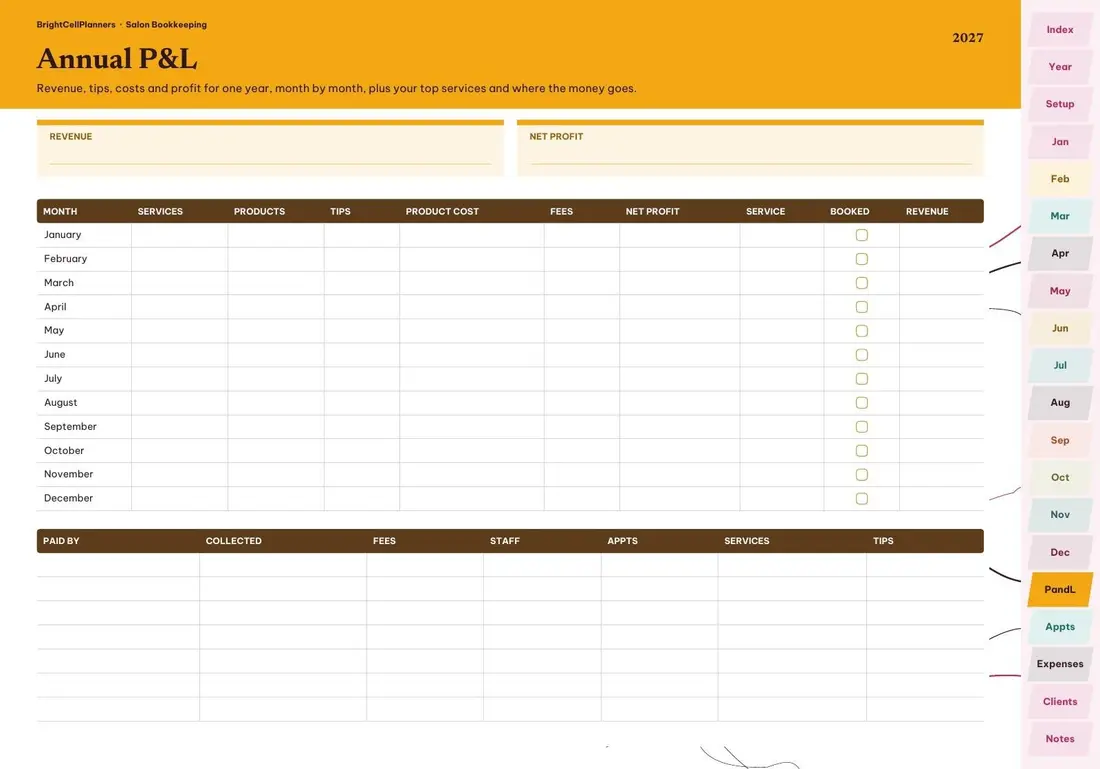 BrightCellPlanners · Salon Bookkeeping
Annual P&L
2027
Revenue, tips, costs and profit for one year, month by month, plus your top services and where the money goes.
REVENUE
NET PROFIT
MONTH SERVICES PRODUCTS TIPS PRODUCT COST FEES NET PROFIT SERVICE BOOKED REVENUE
January
February
March
April
May
June
July
August
September
October
November
December
PAID BY COLLECTED FEES STAFF APPTS SERVICES TIPS
Index
Year
Setup
Jan
Feb
Mar
Apr
May
Jun
Jul
Aug
Sep
Oct
Nov
Dec
PandL
Appts
Expenses
Clients
Notes